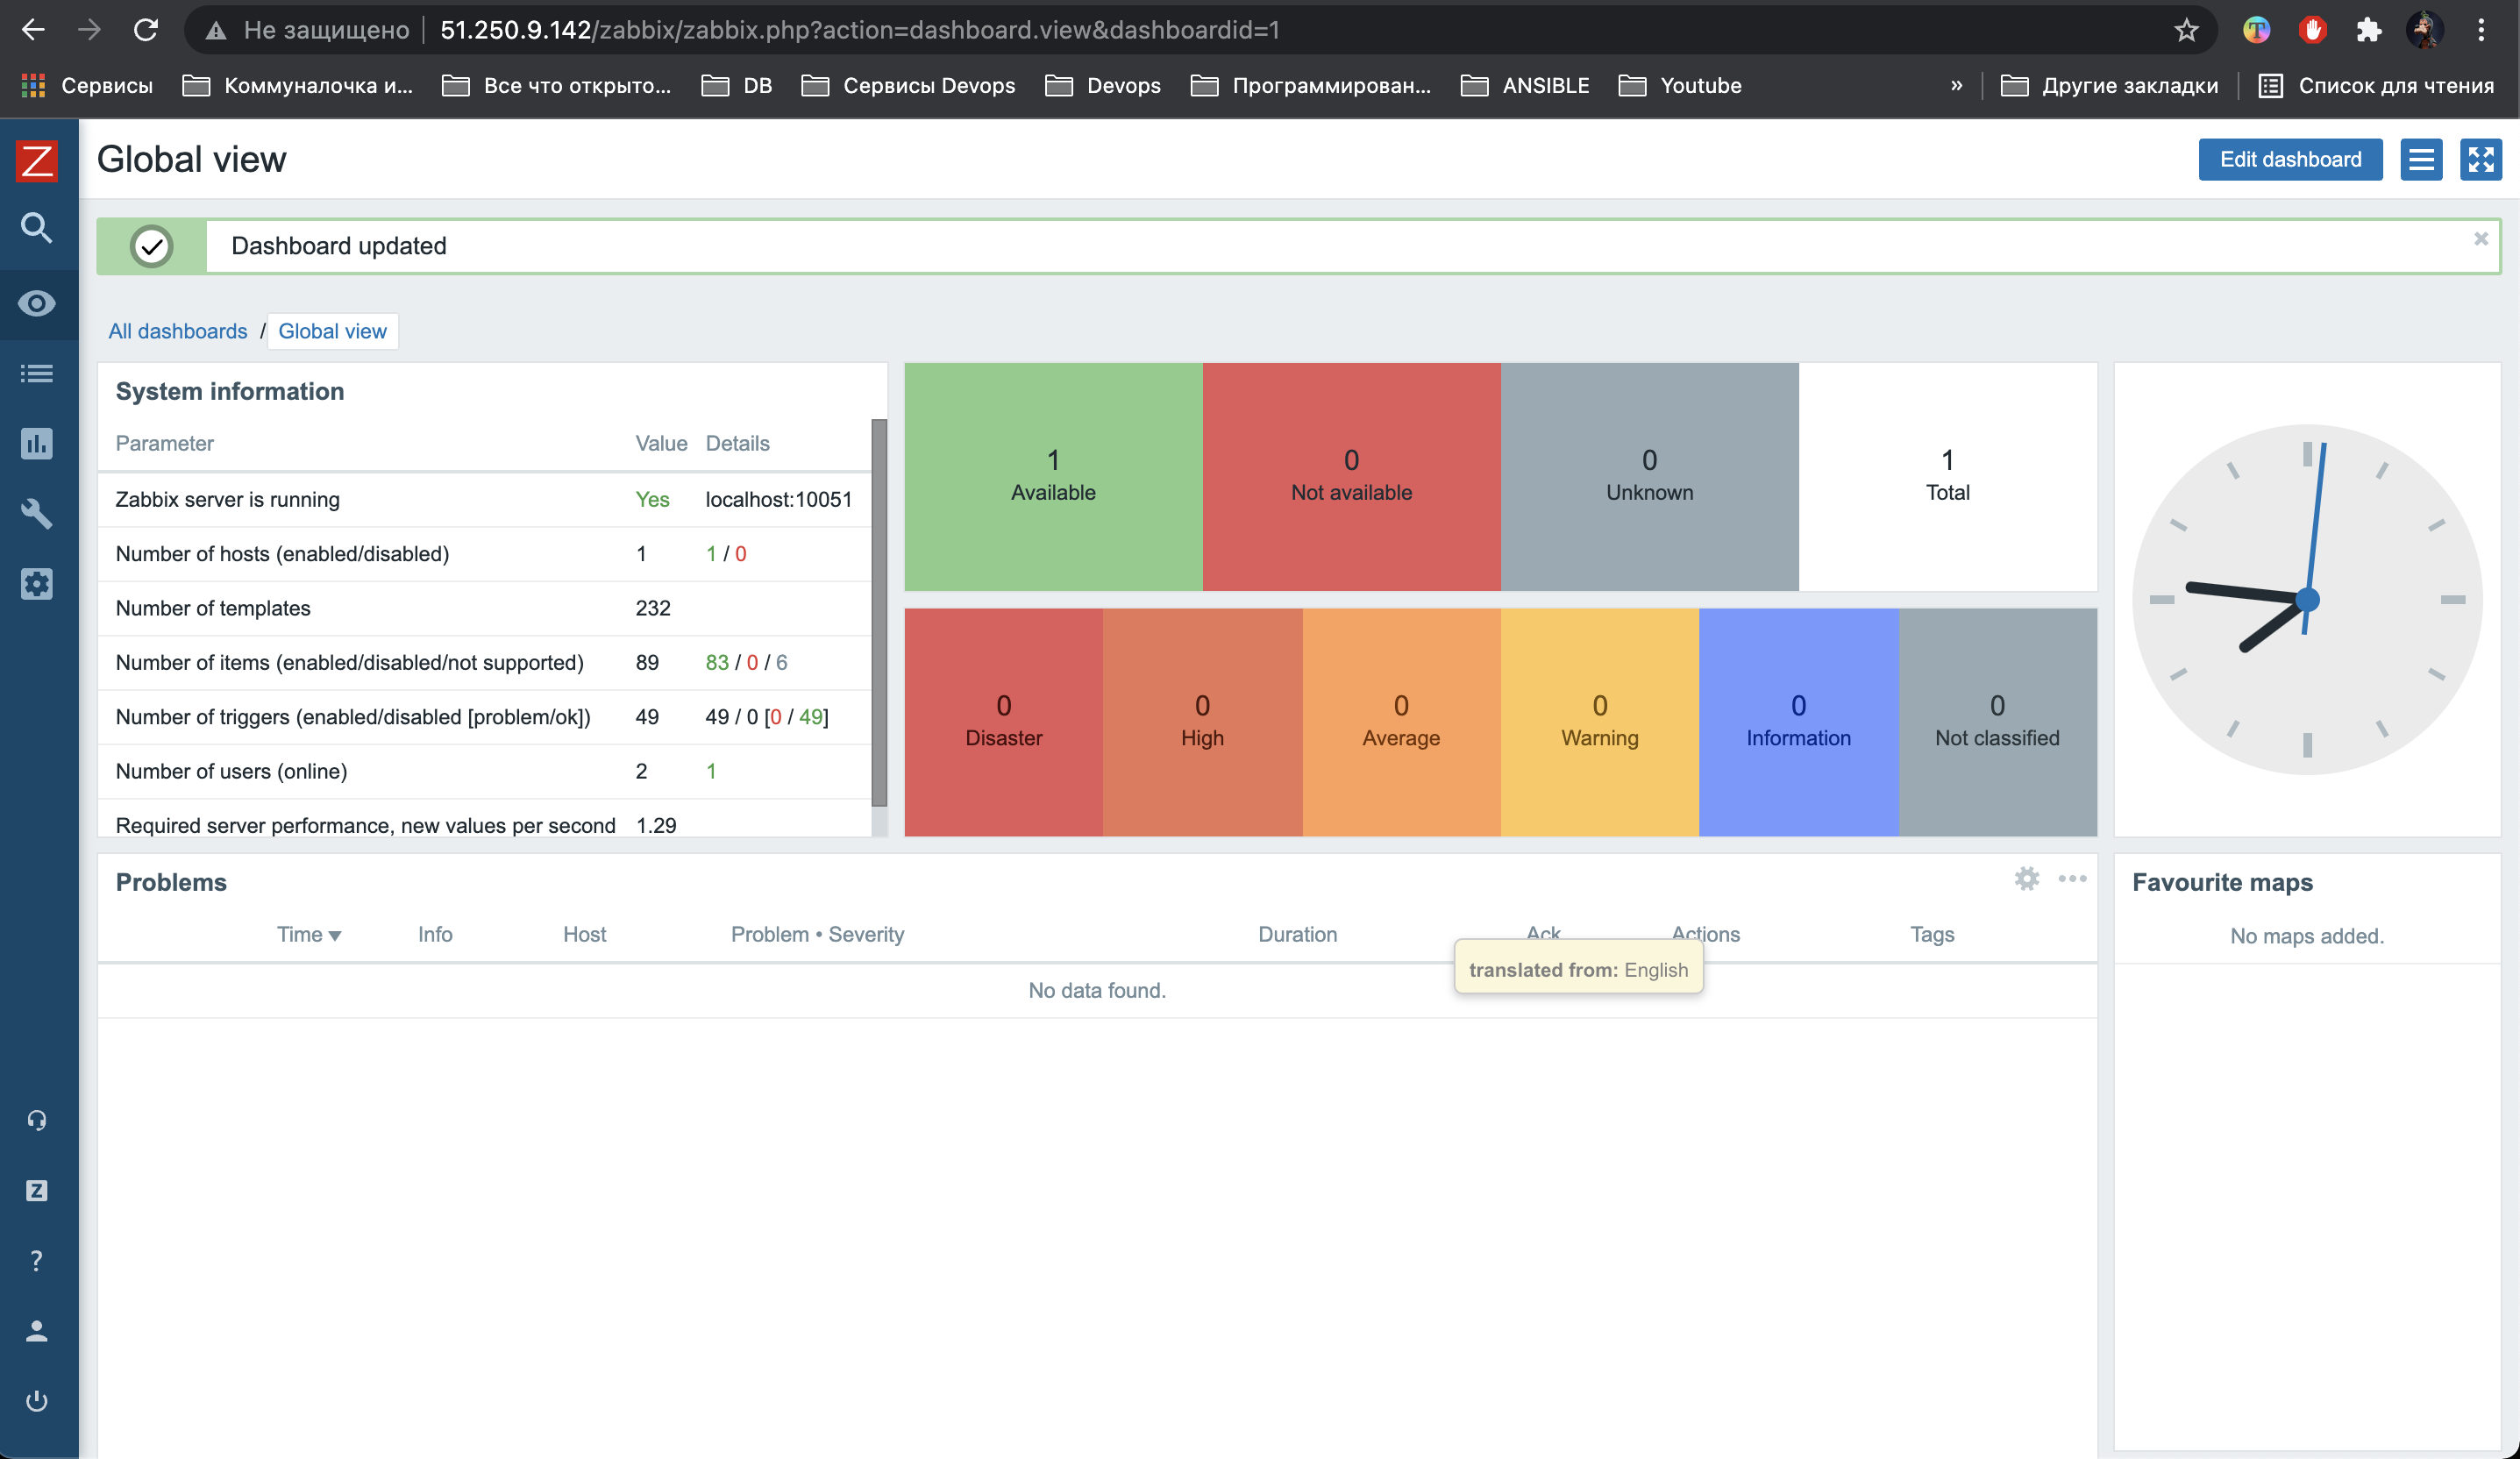 Не защищено 51.250.9.142/zabbix/zabbix.php?action=dashboard.view&dashboardid=1
Сервисы Коммуналочка и... Все что открыто... DB Сервисы Devops Devops Программирован... ANSIBLE Youtube » Другие закладки Список для чтения
Z Global view Edit dashboard
Dashboard updated
All dashboards / Global view
System information
Parameter Value Details
Zabbix server is running Yes localhost:10051
Number of hosts (enabled/disabled) 1 1 / 0
Number of templates 232
Number of items (enabled/disabled/not supported) 89 83 / 0 / 6
Number of triggers (enabled/disabled [problem/ok]) 49 49 / 0 [0 / 49]
Number of users (online) 2 1
Required server performance, new values per second 1.29
1 0 0 1
Available Not available Unknown Total
0 0 0 0 0 0
Disaster High Average Warning Information Not classified
Problems
Time Info Host Problem • Severity Duration Ack Actions Tags
No data found.
translated from: English
Favourite maps
No maps added.
Z
?